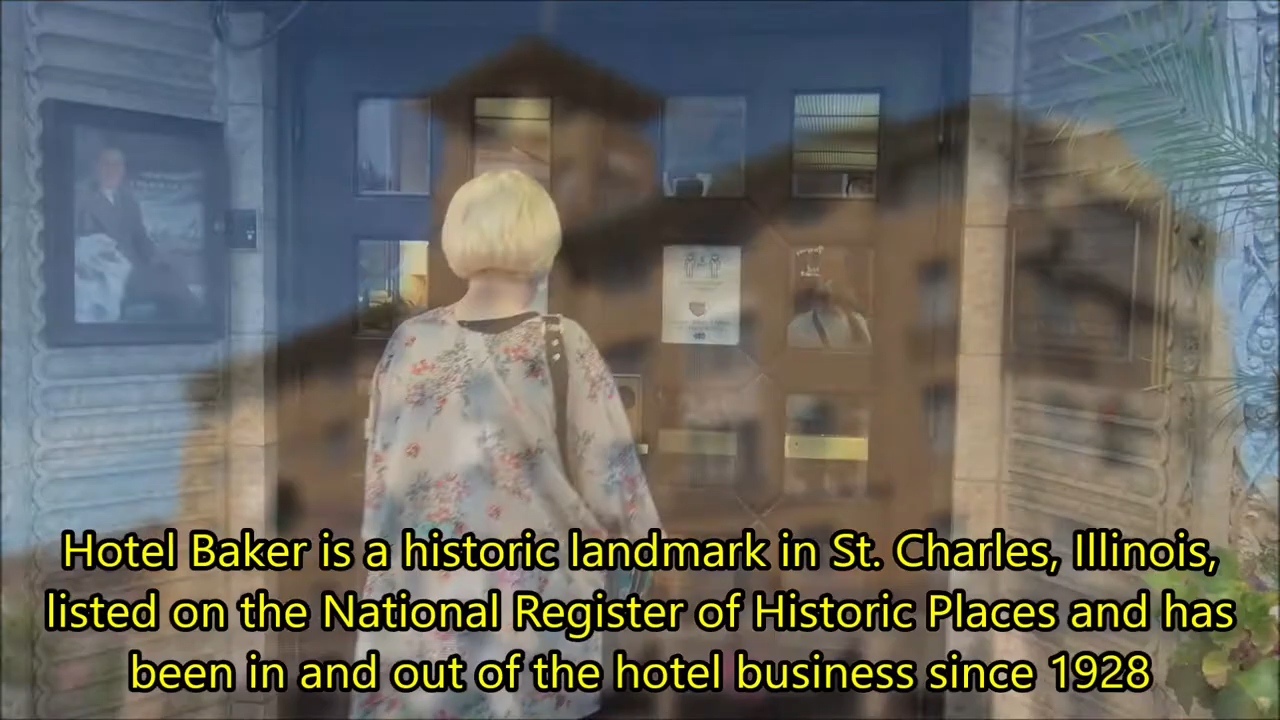 Hotel Baker is a historic landmark in St. Charles, Illinois,
listed on the National Register of Historic Places and has
been in and out of the hotel business since 1928